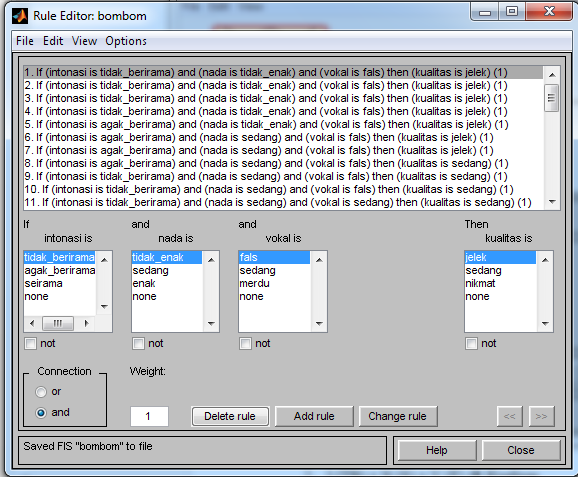 Rule Editor: bombom
File Edit View Options
1. If (intonasi is tidak_berirama) and (nada is tidak_enak) and (vokal is fals) then (kualitas is jelek) (1)
2. If (intonasi is tidak_berirama) and (nada is tidak_enak) and (vokal is fals) then (kualitas is jelek) (1)
3. If (intonasi is tidak_berirama) and (nada is tidak_enak) and (vokal is fals) then (kualitas is jelek) (1)
4. If (intonasi is tidak_berirama) and (nada is tidak_enak) and (vokal is fals) then (kualitas is jelek) (1)
5. If (intonasi is agak_berirama) and (nada is tidak_enak) and (vokal is fals) then (kualitas is jelek) (1)
6. If (intonasi is agak_berirama) and (nada is sedang) and (vokal is fals) then (kualitas is jelek) (1)
7. If (intonasi is agak_berirama) and (nada is sedang) and (vokal is fals) then (kualitas is jelek) (1)
8. If (intonasi is agak_berirama) and (nada is sedang) and (vokal is fals) then (kualitas is sedang) (1)
9. If (intonasi is tidak_berirama) and (nada is sedang) and (vokal is fals) then (kualitas is sedang) (1)
10. If (intonasi is tidak_berirama) and (nada is sedang) and (vokal is fals) then (kualitas is sedang) (1)
11. If (intonasi is tidak_berirama) and (nada is sedang) and (vokal is sedang) then (kualitas is sedang) (1)
If and and Then
intonasi is nada is vokal is kualitas is
tidak_berirama tidak_enak fals jelek
agak_berirama sedang sedang sedang
seirama enak merdu nikmat
none none none none
not not not not
Connection Weight:
or
and 1 Delete rule Add rule Change rule << >>
Saved FIS "bombom" to file Help Close